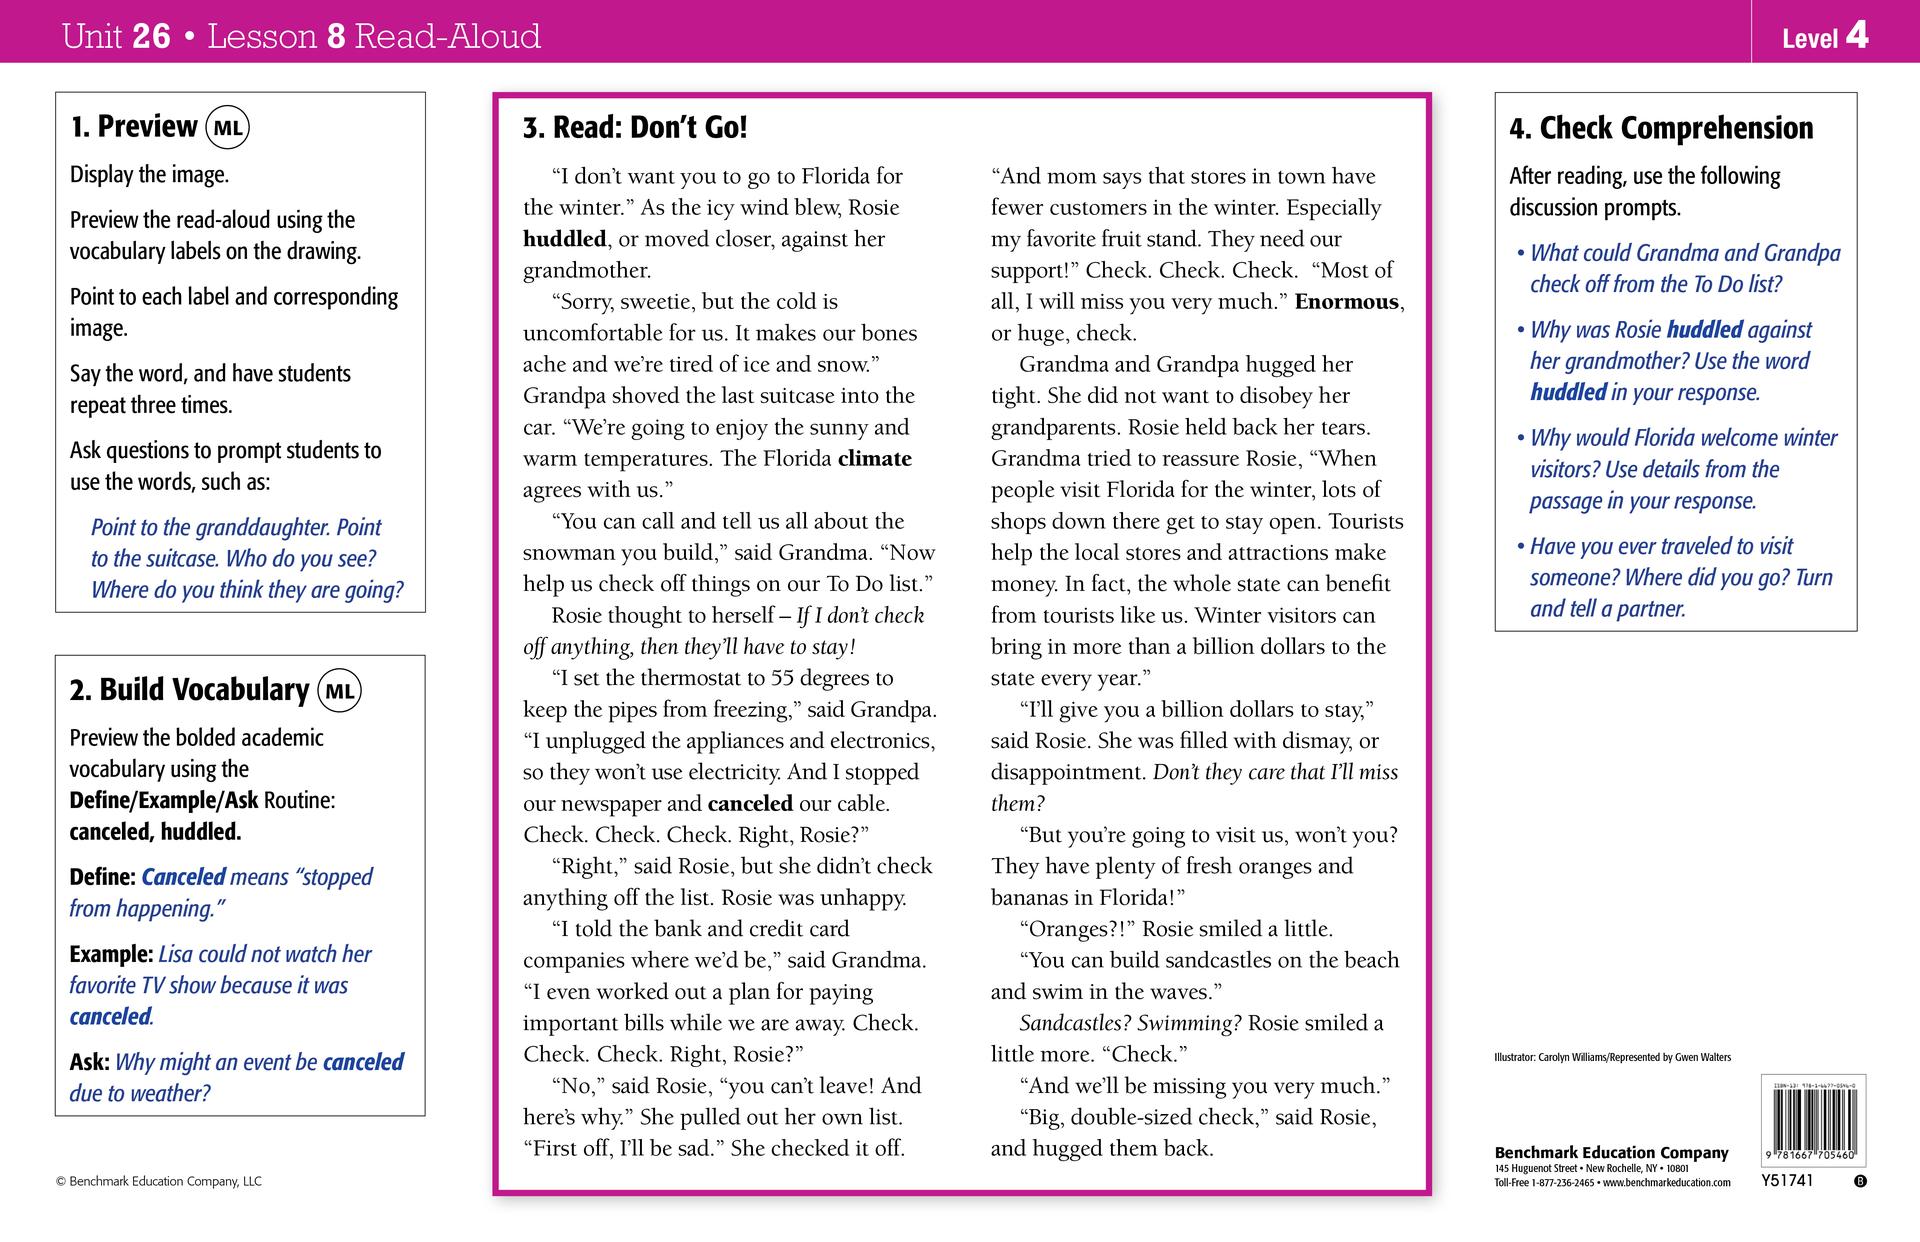 Unit 26 • Lesson 8 Read-Aloud
Level 4
1. Preview ML
Display the image.
Preview the read-aloud using the
vocabulary labels on the drawing.
Point to each label and corresponding
image.
Say the word, and have students
repeat three times.
Ask questions to prompt students to
use the words, such as:
Point to the granddaughter. Point
to the suitcase. Who do you see?
Where do you think they are going?
2. Build Vocabulary ML
Preview the bolded academic
vocabulary using the
Define/Example/Ask Routine:
canceled, huddled.
Define: Canceled means “stopped
from happening.”
Example: Lisa could not watch her
favorite TV show because it was
canceled.
Ask: Why might an event be canceled
due to weather?
© Benchmark Education Company, LLC
3. Read: Don’t Go!
“I don’t want you to go to Florida for
the winter.” As the icy wind blew, Rosie
huddled, or moved closer, against her
grandmother.
“Sorry, sweetie, but the cold is
uncomfortable for us. It makes our bones
ache and we’re tired of ice and snow.”
Grandpa shoved the last suitcase into the
car. “We’re going to enjoy the sunny and
warm temperatures. The Florida climate
agrees with us.”
“You can call and tell us all about the
snowman you build,” said Grandma. “Now
help us check off things on our To Do list.”
Rosie thought to herself – If I don’t check
off anything, then they’ll have to stay!
“I set the thermostat to 55 degrees to
keep the pipes from freezing,” said Grandpa.
“I unplugged the appliances and electronics,
so they won’t use electricity. And I stopped
our newspaper and canceled our cable.
Check. Check. Check. Right, Rosie?”
“Right,” said Rosie, but she didn’t check
anything off the list. Rosie was unhappy.
“I told the bank and credit card
companies where we’d be,” said Grandma.
“I even worked out a plan for paying
important bills while we are away. Check.
Check. Check. Right, Rosie?”
“No,” said Rosie, “you can’t leave! And
here’s why.” She pulled out her own list.
“First off, I’ll be sad.” She checked it off.
“And mom says that stores in town have
fewer customers in the winter. Especially
my favorite fruit stand. They need our
support!” Check. Check. Check. “Most of
all, I will miss you very much.” Enormous,
or huge, check.
Grandma and Grandpa hugged her
tight. She did not want to disobey her
grandparents. Rosie held back her tears.
Grandma tried to reassure Rosie, “When
people visit Florida for the winter, lots of
shops down there get to stay open. Tourists
help the local stores and attractions make
money. In fact, the whole state can benefit
from tourists like us. Winter visitors can
bring in more than a billion dollars to the
state every year.”
“I’ll give you a billion dollars to stay,”
said Rosie. She was filled with dismay, or
disappointment. Don’t they care that I’ll miss
them?
“But you’re going to visit us, won’t you?
They have plenty of fresh oranges and
bananas in Florida!”
“Oranges?!” Rosie smiled a little.
“You can build sandcastles on the beach
and swim in the waves.”
Sandcastles? Swimming? Rosie smiled a
little more. “Check.”
“And we’ll be missing you very much.”
“Big, double-sized check,” said Rosie,
and hugged them back.
4. Check Comprehension
After reading, use the following
discussion prompts.
• What could Grandma and Grandpa
check off from the To Do list?
• Why was Rosie huddled against
her grandmother? Use the word
huddled in your response.
• Why would Florida welcome winter
visitors? Use details from the
passage in your response.
• Have you ever traveled to visit
someone? Where did you go? Turn
and tell a partner.
Illustrator: Carolyn Williams/Represented by Gwen Walters
Benchmark Education Company
145 Huguenot Street • New Rochelle, NY • 10801
Toll-Free 1-877-236-2465 • www.benchmarkeducation.com
ISBN-13: 978-1-6677-0546-0
9 781667 705460
Y51741
B